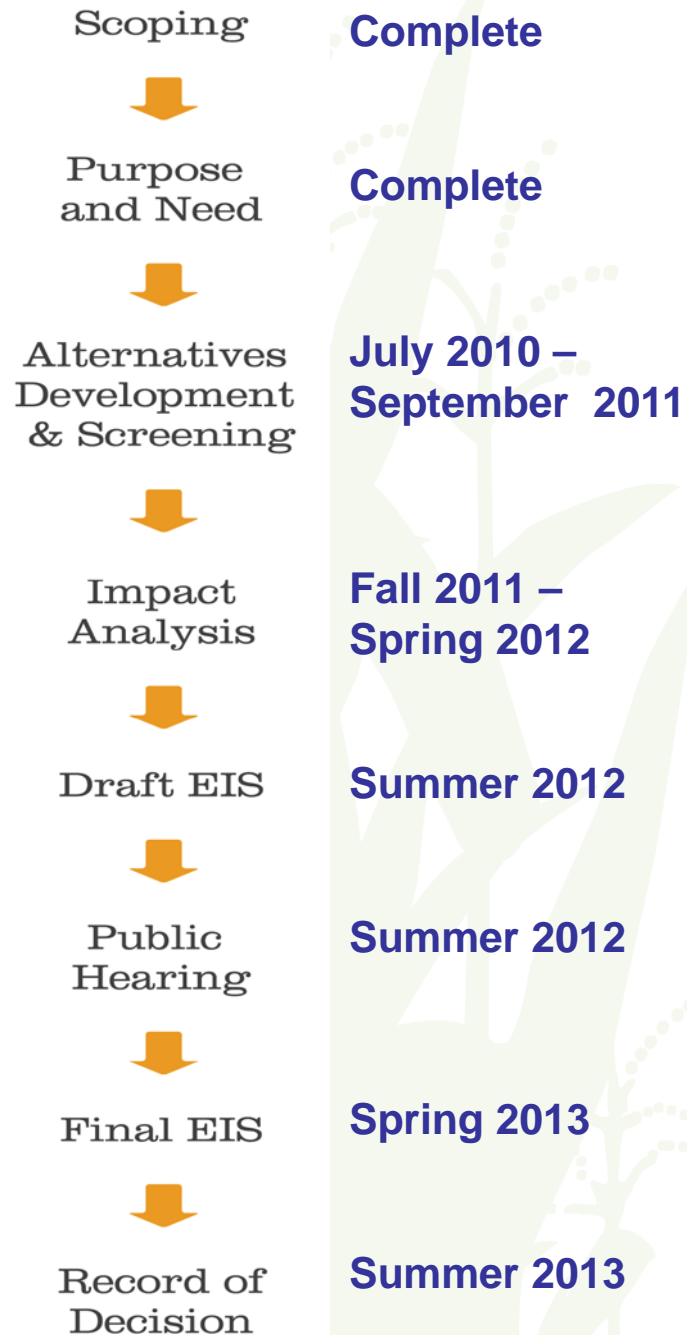 Scoping Complete
Purpose
and Need
Complete
Alternatives
Development
& Screening
July 2010 –
September 2011
Impact
Analysis
Fall 2011 –
Spring 2012
Draft EIS Summer 2012
Public
Hearing
Summer 2012
Final EIS Spring 2013
Record of
Decision
Summer 2013